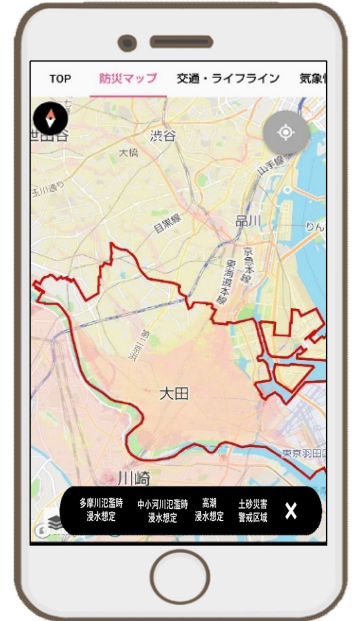 TOP 防災マップ 交通・ライフライン 気象
世田谷 渋谷
大橋
山手線
玉川通り
目黒線
品川
りん
京急本線
東海道本線
第二京浜
大田
東京羽田
川崎
多摩川氾濫時 中小河川氾濫時 高潮 土砂災害
浸水想定 浸水想定 浸水想定 警戒区域
X